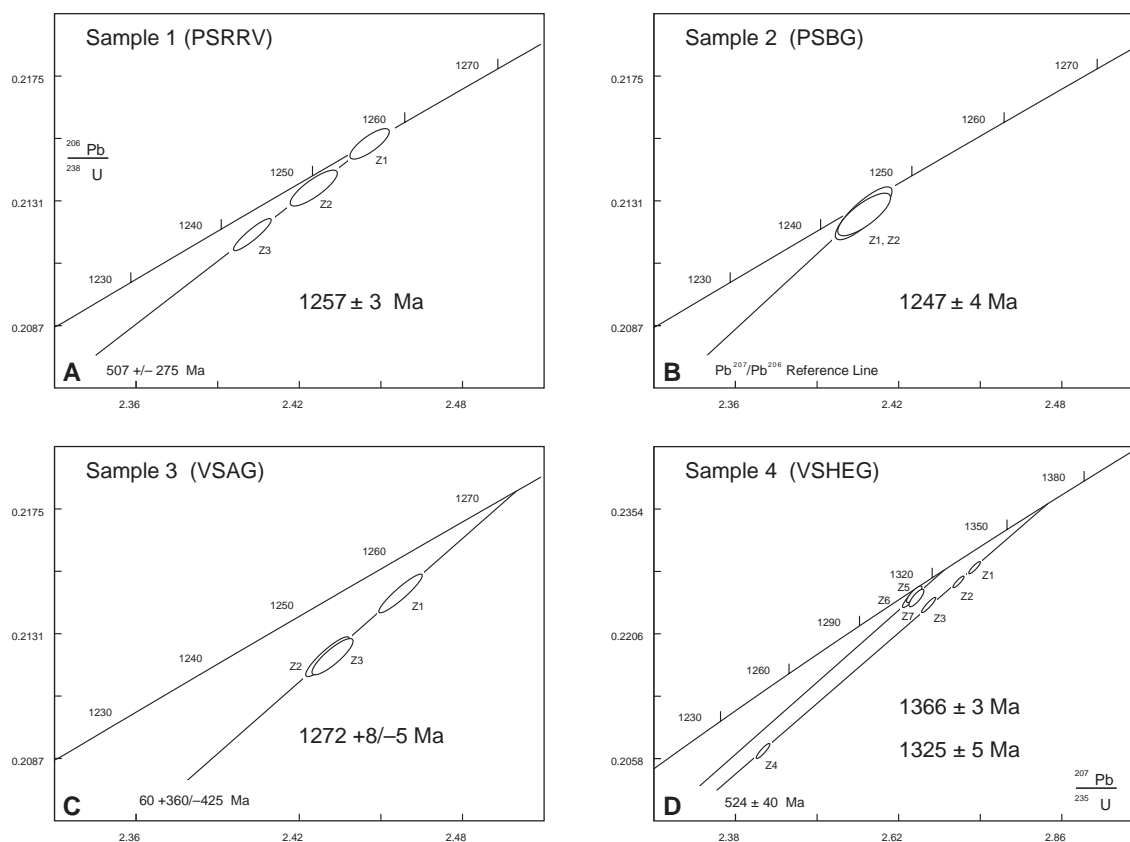 Sample 1 (PSRRV)
0.2175
0.2131
0.2087
206 Pb
238 U
1230
1240
1250
1260
1270
Z1
Z2
Z3
1257 ± 3 Ma
A
507 +/– 275 Ma
2.36
2.42
2.48
Sample 2 (PSBG)
0.2175
0.2131
0.2087
1230
1240
1250
1260
1270
Z1, Z2
1247 ± 4 Ma
B
Pb207/Pb206 Reference Line
2.36
2.42
2.48
Sample 3 (VSAG)
0.2175
0.2131
0.2087
1230
1240
1250
1260
1270
Z1
Z2
Z3
1272 +8/–5 Ma
C
60 +360/–425 Ma
2.36
2.42
2.48
Sample 4 (VSHEG)
0.2354
0.2206
0.2058
1230
1260
1290
1320
1350
1380
Z5
Z6
Z7
Z1
Z2
Z3
Z4
1366 ± 3 Ma
1325 ± 5 Ma
207 Pb
235 U
D
524 ± 40 Ma
2.38
2.62
2.86